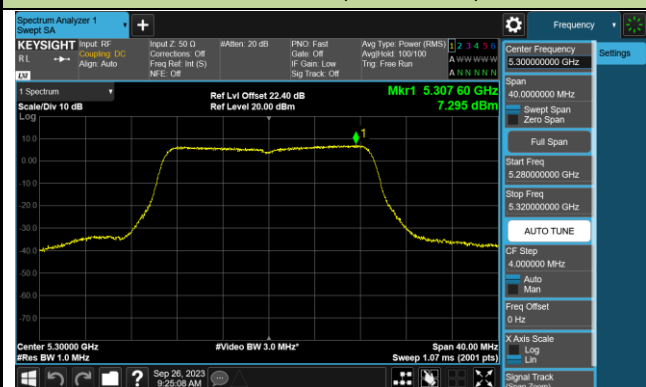 Spectrum Analyzer 1
Swept SA
Frequency
KEYSIGHT
RL
LXI
Input: RF
Coupling: DC
Align: Auto
Input Z: 50 Ω
Corrections: Off
Freq Ref: Int (S)
NFE: Off
#Atten: 20 dB
PNO: Fast
Gate: Off
IF Gain: Low
Sig Track: Off
Avg Type: Power (RMS)
Avg|Hold: 100/100
Trig: Free Run
1 2 3 4 5 6
A W W W W W
A N N N N N
Center Frequency
5.300000000 GHz
Settings
Span
40.0000000 MHz
Swept Span
Zero Span
Full Span
Start Freq
5.280000000 GHz
Stop Freq
5.320000000 GHz
AUTO TUNE
CF Step
4.000000 MHz
Auto
Man
Freq Offset
0 Hz
X Axis Scale
Log
Lin
Signal Track
(Span Zoom)
1 Spectrum
Scale/Div 10 dB
Log
Ref Lvl Offset 22.40 dB
Ref Level 20.00 dBm
Mkr1 5.307 60 GHz
7.295 dBm
1
10.0
0.00
-10.0
-20.0
-30.0
-40.0
-50.0
-60.0
-70.0
Center 5.30000 GHz
#Res BW 1.0 MHz
#Video BW 3.0 MHz*
Span 40.00 MHz
Sweep 1.07 ms (2001 pts)
Sep 26, 2023
9:25:08 AM